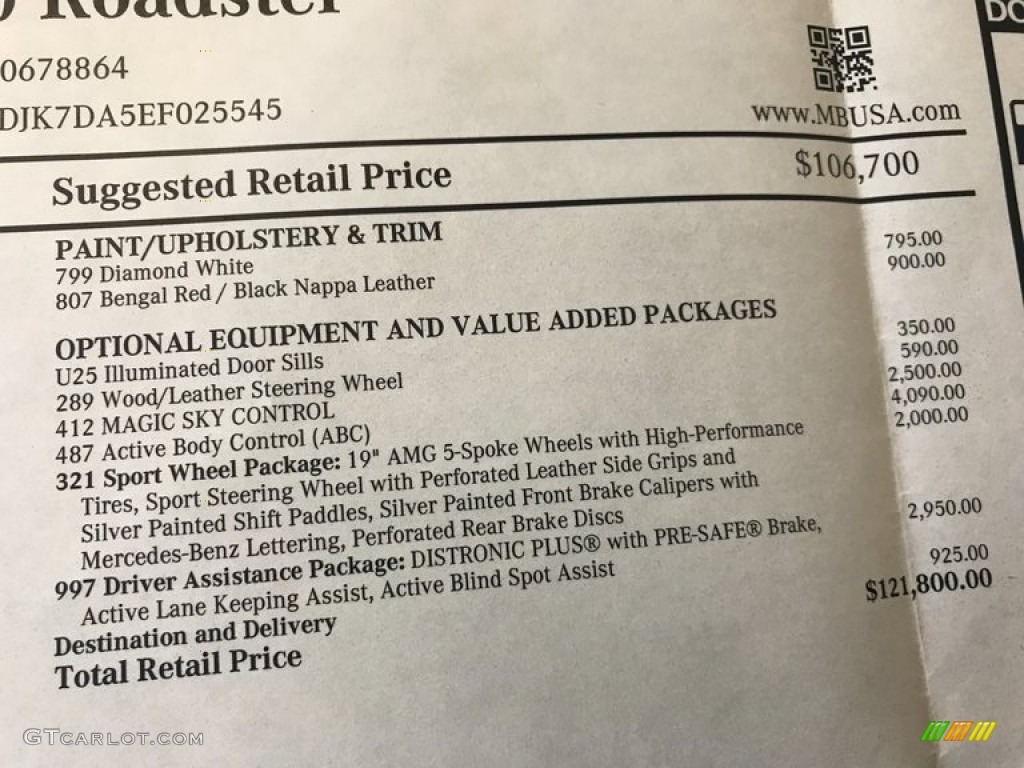 Roadster
0678864
DJK7DA5EF025545
www.MBUSA.com
Suggested Retail Price $106,700
PAINT/UPHOLSTERY & TRIM
799 Diamond White 795.00
807 Bengal Red / Black Nappa Leather 900.00
OPTIONAL EQUIPMENT AND VALUE ADDED PACKAGES
U25 Illuminated Door Sills 350.00
289 Wood/Leather Steering Wheel 590.00
412 MAGIC SKY CONTROL 2,500.00
487 Active Body Control (ABC) 4,090.00
321 Sport Wheel Package: 19" AMG 5-Spoke Wheels with High-Performance 2,000.00
Tires, Sport Steering Wheel with Perforated Leather Side Grips and
Silver Painted Shift Paddles, Silver Painted Front Brake Calipers with
Mercedes-Benz Lettering, Perforated Rear Brake Discs
997 Driver Assistance Package: DISTRONIC PLUS® with PRE-SAFE® Brake, 2,950.00
Active Lane Keeping Assist, Active Blind Spot Assist
Destination and Delivery 925.00
Total Retail Price $121,800.00
GTcarlot.com